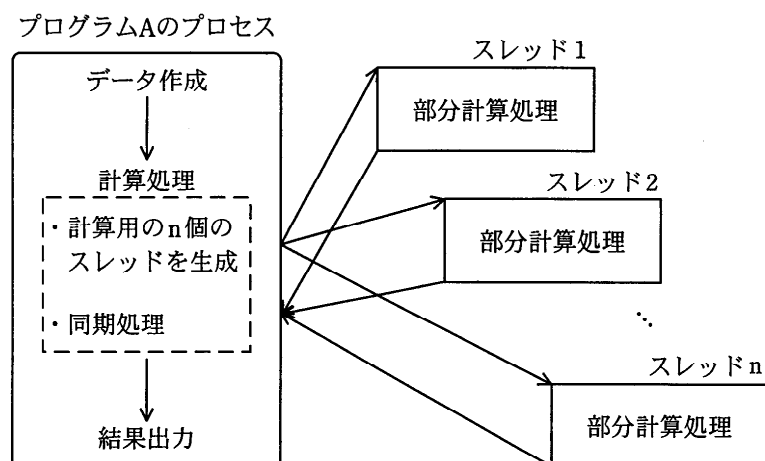 プログラムAのプロセス
データ作成
計算処理
・計算用のn個の
スレッドを生成
・同期処理
結果出力
スレッド1
部分計算処理
スレッド2
部分計算処理
スレッドn
部分計算処理